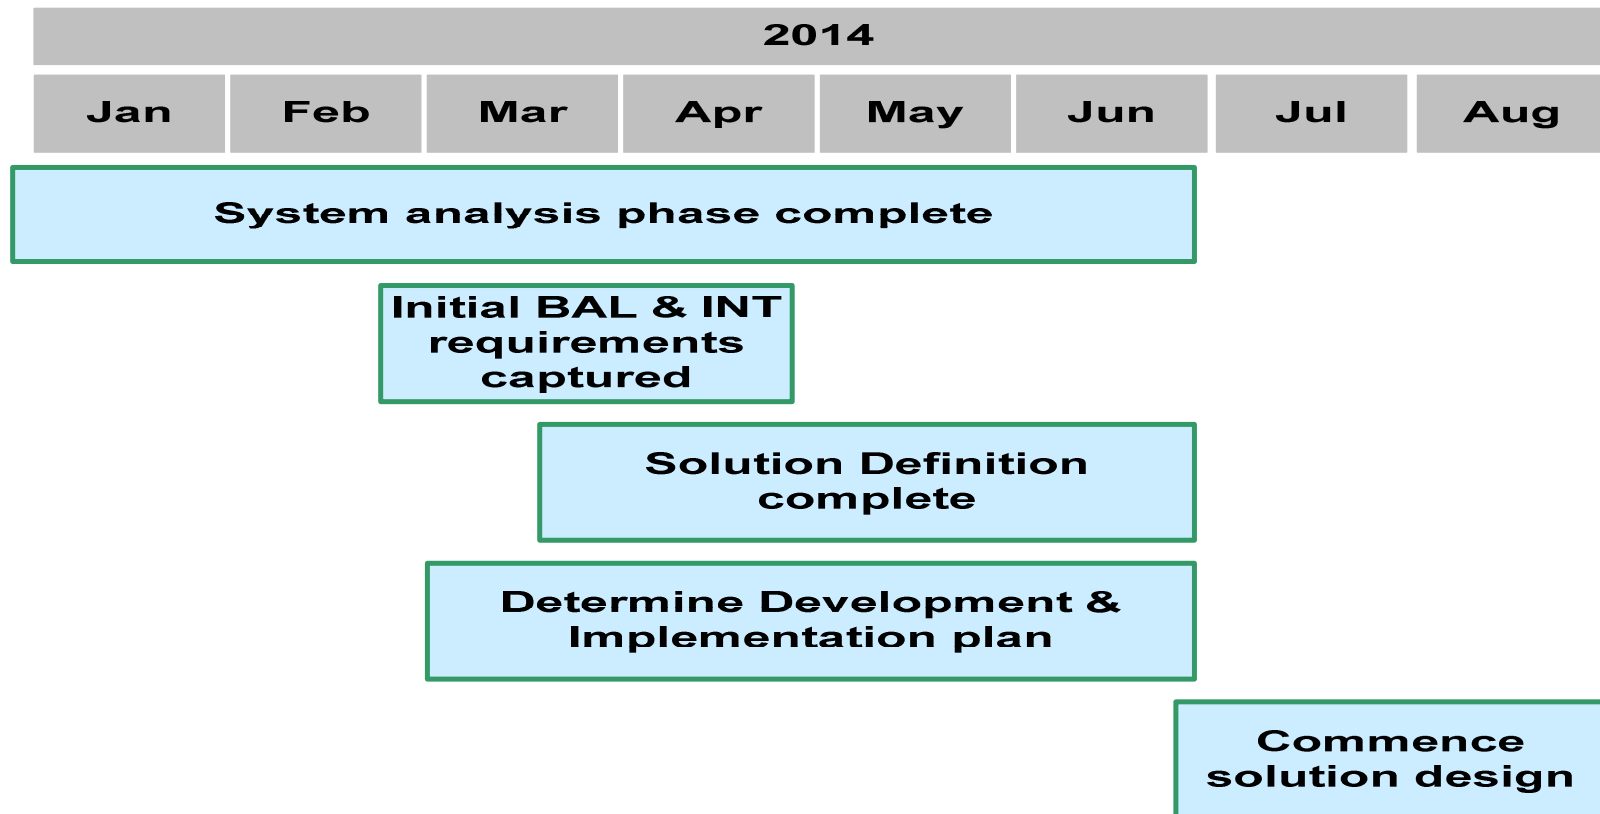 2014
Jan Feb Mar Apr May Jun Jul Aug
System analysis phase complete
Initial BAL & INT
requirements
captured
Solution Definition
complete
Determine Development &
Implementation plan
Commence
solution design